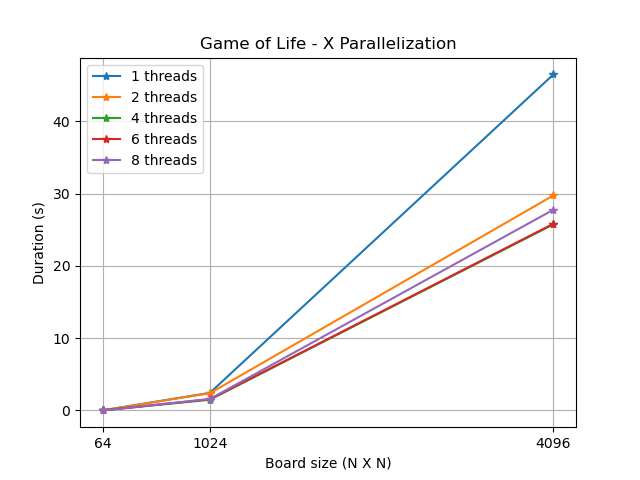 Game of Life - X Parallelization
1 threads
2 threads
4 threads
6 threads
8 threads
40
30
20
10
0
Duration (s)
64 1024 4096
Board size (N X N)